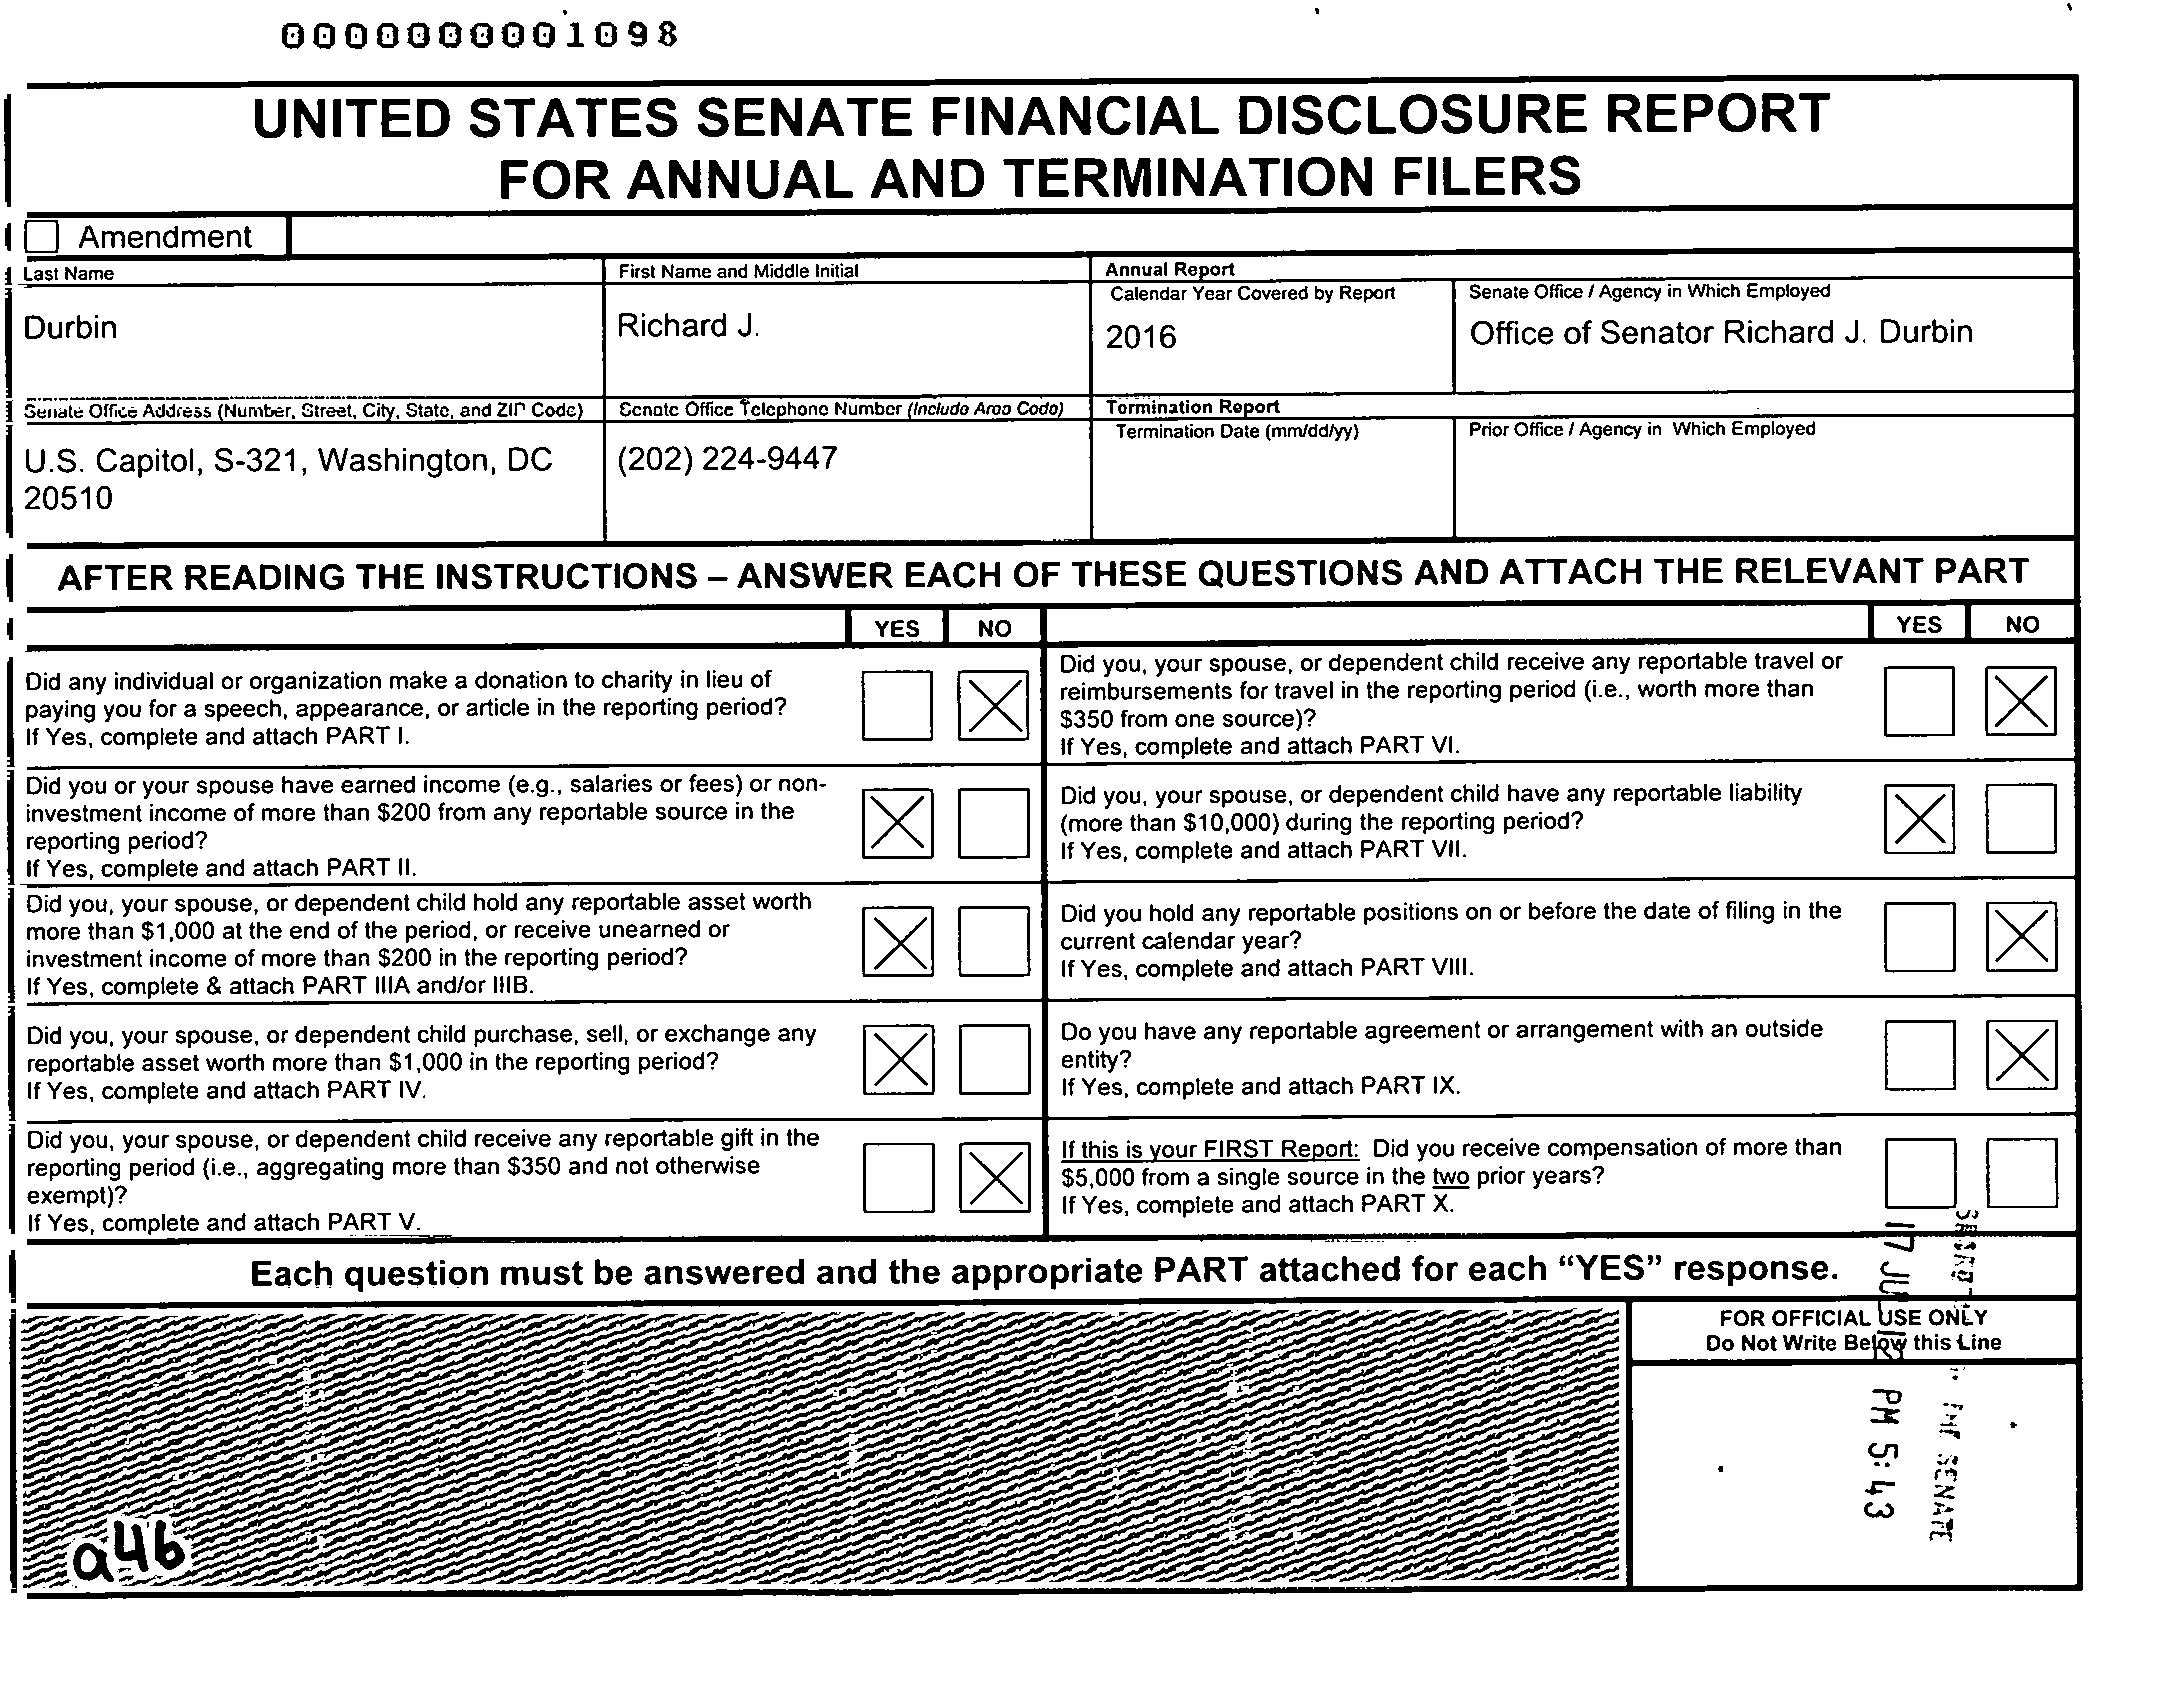 0000000001098
UNITED STATES SENATE FINANCIAL DISCLOSURE REPORT
FOR ANNUAL AND TERMINATION FILERS
Amendment
Last Name
First Name and Middle Initial
Annual Report
Calendar Year Covered by Report
Senate Office / Agency in Which Employed
Durbin
Richard J.
2016
Office of Senator Richard J. Durbin
Senate Office Address (Number, Street, City, State, and ZIP Code)
Senate Office Telephone Number (Include Area Code)
Termination Report
Termination Date (mm/dd/yy)
Prior Office / Agency in Which Employed
U.S. Capitol, S-321, Washington, DC
20510
(202) 224-9447
AFTER READING THE INSTRUCTIONS – ANSWER EACH OF THESE QUESTIONS AND ATTACH THE RELEVANT PART
YES NO
YES NO
Did any individual or organization make a donation to charity in lieu of
paying you for a speech, appearance, or article in the reporting period?
If Yes, complete and attach PART I.
Did you, your spouse, or dependent child receive any reportable travel or
reimbursements for travel in the reporting period (i.e., worth more than
$350 from one source)?
If Yes, complete and attach PART VI.
Did you or your spouse have earned income (e.g., salaries or fees) or non-
investment income of more than $200 from any reportable source in the
reporting period?
If Yes, complete and attach PART II.
Did you, your spouse, or dependent child have any reportable liability
(more than $10,000) during the reporting period?
If Yes, complete and attach PART VII.
Did you, your spouse, or dependent child hold any reportable asset worth
more than $1,000 at the end of the period, or receive unearned or
investment income of more than $200 in the reporting period?
If Yes, complete & attach PART IIIA and/or IIIB.
Did you hold any reportable positions on or before the date of filing in the
current calendar year?
If Yes, complete and attach PART VIII.
Did you, your spouse, or dependent child purchase, sell, or exchange any
reportable asset worth more than $1,000 in the reporting period?
If Yes, complete and attach PART IV.
Do you have any reportable agreement or arrangement with an outside
entity?
If Yes, complete and attach PART IX.
Did you, your spouse, or dependent child receive any reportable gift in the
reporting period (i.e., aggregating more than $350 and not otherwise
exempt)?
If Yes, complete and attach PART V.
If this is your FIRST Report: Did you receive compensation of more than
$5,000 from a single source in the two prior years?
If Yes, complete and attach PART X.
Each question must be answered and the appropriate PART attached for each “YES” response.
FOR OFFICIAL USE ONLY
Do Not Write Below this Line
THE SENATE
17 PM 5:43
a46